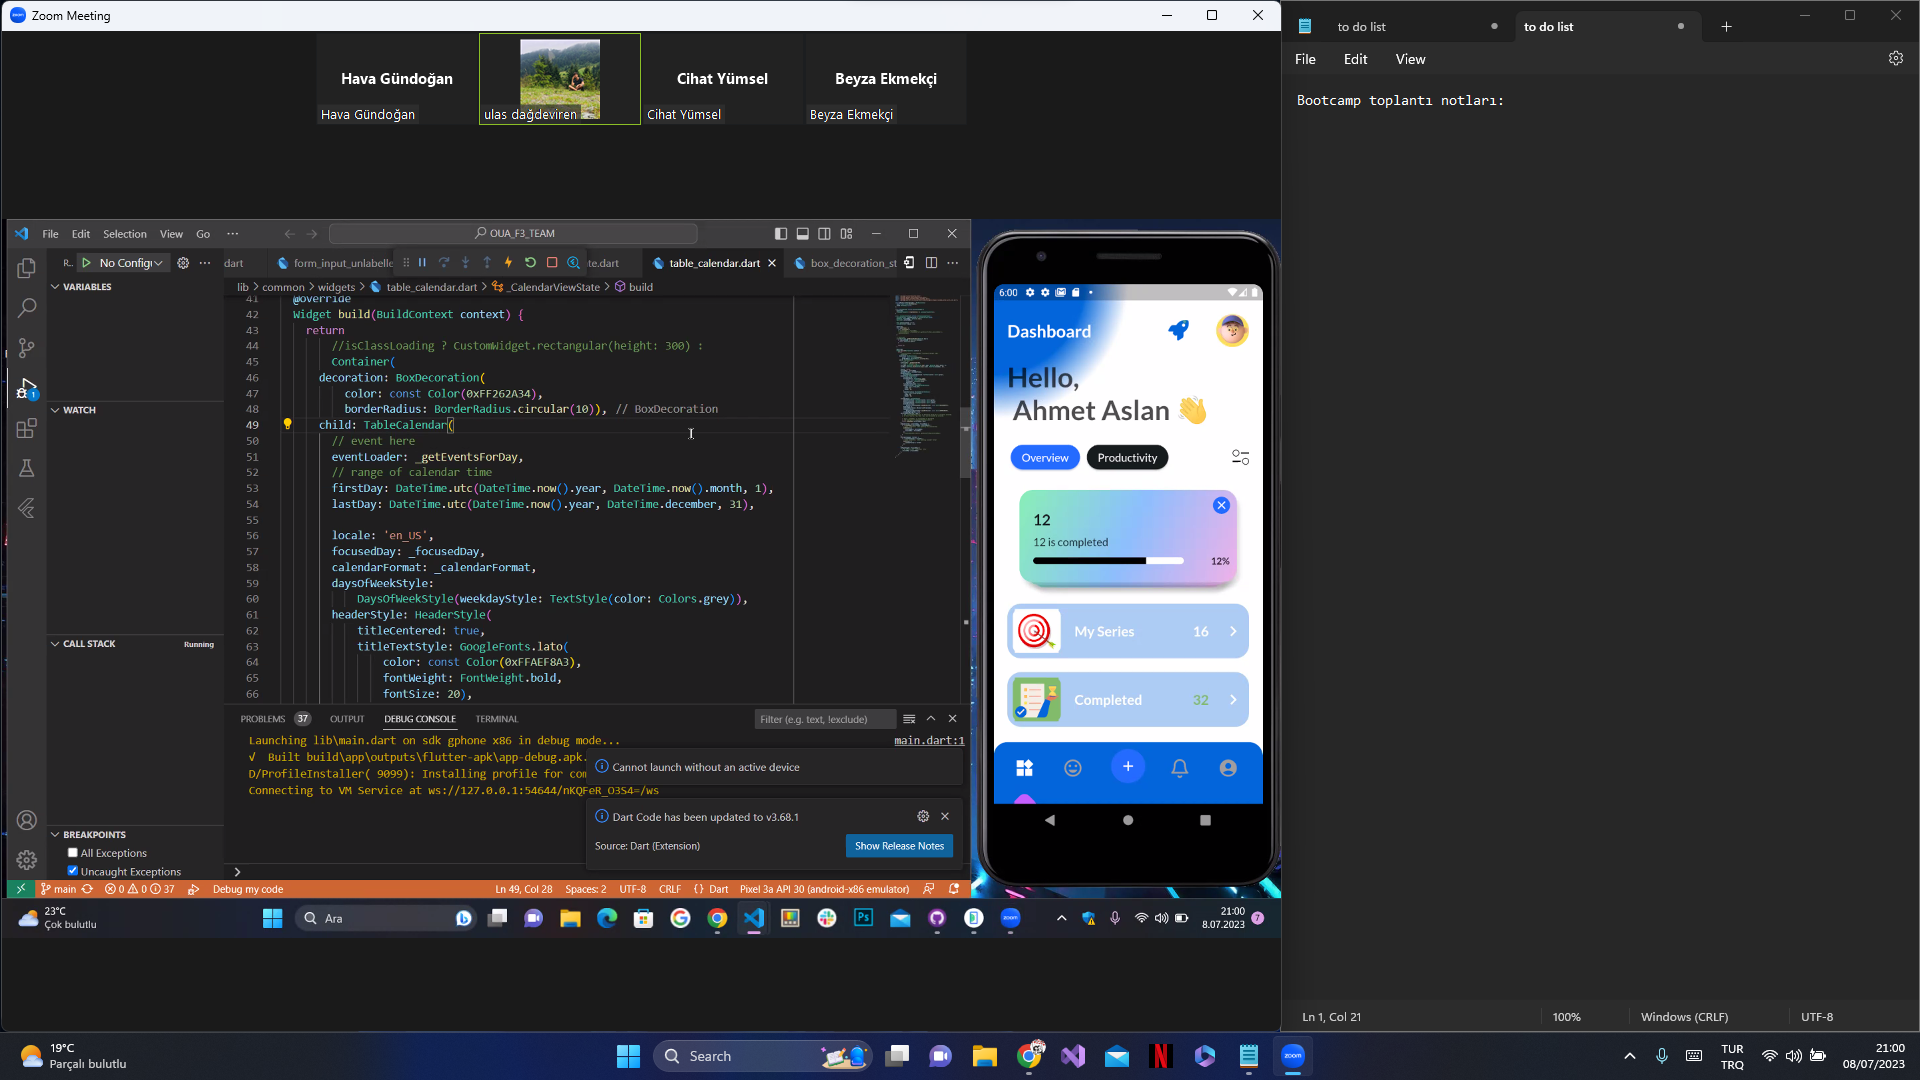 Zoom Meeting
Hava Gündoğan
Hava Gündoğan
ulas dağdeviren
Cihat Yümsel
Cihat Yümsel
Beyza Ekmekçi
Beyza Ekmekçi
File Edit Selection View Go ···
OUA_F3_TEAM
No Config
dart
form_input_unlabelle
te.dart
table_calendar.dart
box_decoration_st
lib > common > widgets > table_calendar.dart > _CalendarViewState > build
VARIABLES
WATCH
CALL STACK
Running
BREAKPOINTS
All Exceptions
Uncaught Exceptions
41 @override
42 Widget build(BuildContext context) {
43 return
44 //isClassLoading ? CustomWidget.rectangular(height: 300) :
45 Container(
46 decoration: BoxDecoration(
47 color: const Color(0xFF262A34),
48 borderRadius: BorderRadius.circular(10)), // BoxDecoration
49 child: TableCalendar(
50 // event here
51 eventLoader: _getEventsForDay,
52 // range of calendar time
53 firstDay: DateTime.utc(DateTime.now().year, DateTime.now().month, 1),
54 lastDay: DateTime.utc(DateTime.now().year, DateTime.december, 31),
55
56 locale: 'en_US',
57 focusedDay: _focusedDay,
58 calendarFormat: _calendarFormat,
59 daysOfWeekStyle:
60 DaysOfWeekStyle(weekdayStyle: TextStyle(color: Colors.grey)),
61 headerStyle: HeaderStyle(
62 titleCentered: true,
63 titleTextStyle: GoogleFonts.lato(
64 color: const Color(0xFFAEF8A3),
65 fontWeight: FontWeight.bold,
66 fontSize: 20),
PROBLEMS 37 OUTPUT DEBUG CONSOLE TERMINAL
Filter (e.g. text, !exclude)
Launching lib\main.dart on sdk gphone x86 in debug mode...
main.dart:1
√ Built build\app\outputs\flutter-apk\app-debug.apk.
D/ProfileInstaller( 9099): Installing profile for com
Connecting to VM Service at ws://127.0.0.1:54644/nKQFeR_O3S4=/ws
Cannot launch without an active device
Dart Code has been updated to v3.68.1
Source: Dart (Extension)
Show Release Notes
main 0 0 37 Debug my code
Ln 49, Col 28 Spaces: 2 UTF-8 CRLF {} Dart Pixel 3a API 30 (android-x86 emulator)
6:00
Dashboard
Hello,
Ahmet Aslan
Overview
Productivity
12
12 is completed
12%
My Series 16
Completed 32
23°C
Çok bulutlu
Ara
21:00
8.07.2023
7
to do list
to do list
File Edit View
Bootcamp toplantı notları:
Ln 1, Col 21
100%
Windows (CRLF)
UTF-8
19°C
Parçalı bulutlu
Search
zoom
TUR
TRQ
21:00
08/07/2023